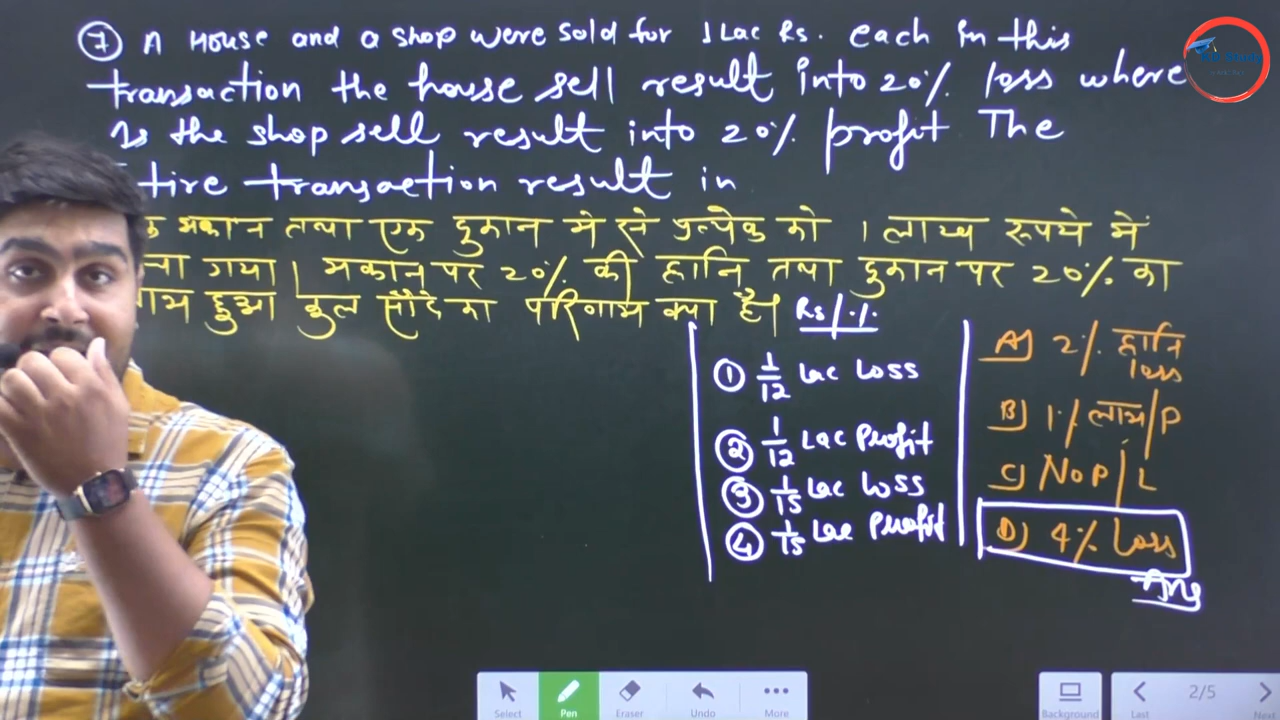 7 A House and a shop were sold for 1 Lac Rs. each in this
transaction the house sell result into 20% loss where
is the shop sell result into 20% profit The
tire transaction result in
मकान तथा एक दुकान में से प्रत्येक को 1 लाख रूपये में
चा गया। मकान पर 20% की हानि तथा दुकान पर 20% का
हुआ कुल सौदे का परिणाम क्या है। Rs/.%
① 1/12 Lac Loss
② 1/12 Lac Profit
③ 1/15 Lac Loss
④ 1/15 Lac Profit
A) 2% हानि
loss
B) 1% लाभ/P
C) No P/L
D) 4% Loss
Ans
Select
Pen
Eraser
Undo
More
Background
Last
2/5
Next